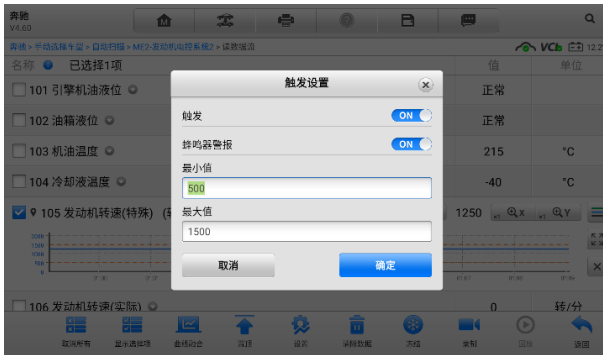 奔驰
V4.60
奔驰 > 手动选择车型 > 自动扫描 > ME2-发动机电控系统2 > 读数据流
VCI 12.2
名称 已选择1项 值 单位
101 引擎机油液位 正常
102 油箱液位 正常
103 机油温度 215 °C
104 冷却液温度 -40 °C
105 发动机转速(特殊) 1250 x1 X x1 Y
106 发动机转速(实际) 0 转/分
触发设置
触发 ON
蜂鸣器警报 ON
最小值
500
最大值
1500
取消 确定
取消所有 显示选择项 曲线融合 置顶 设置 清除数据 冻结 录制 回放 返回